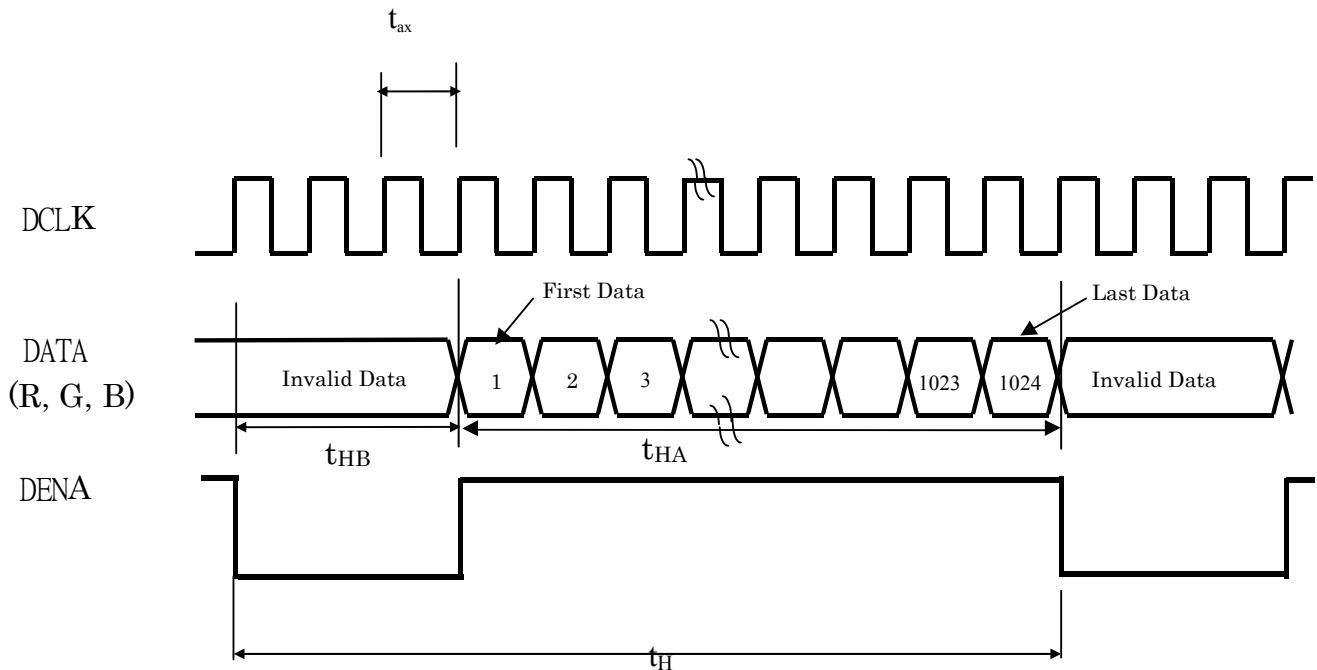 tax
DCLK
First Data
Last Data
DATA
(R, G, B)
Invalid Data
1
2
3
1023
1024
Invalid Data
tHB
tHA
DENA
tH